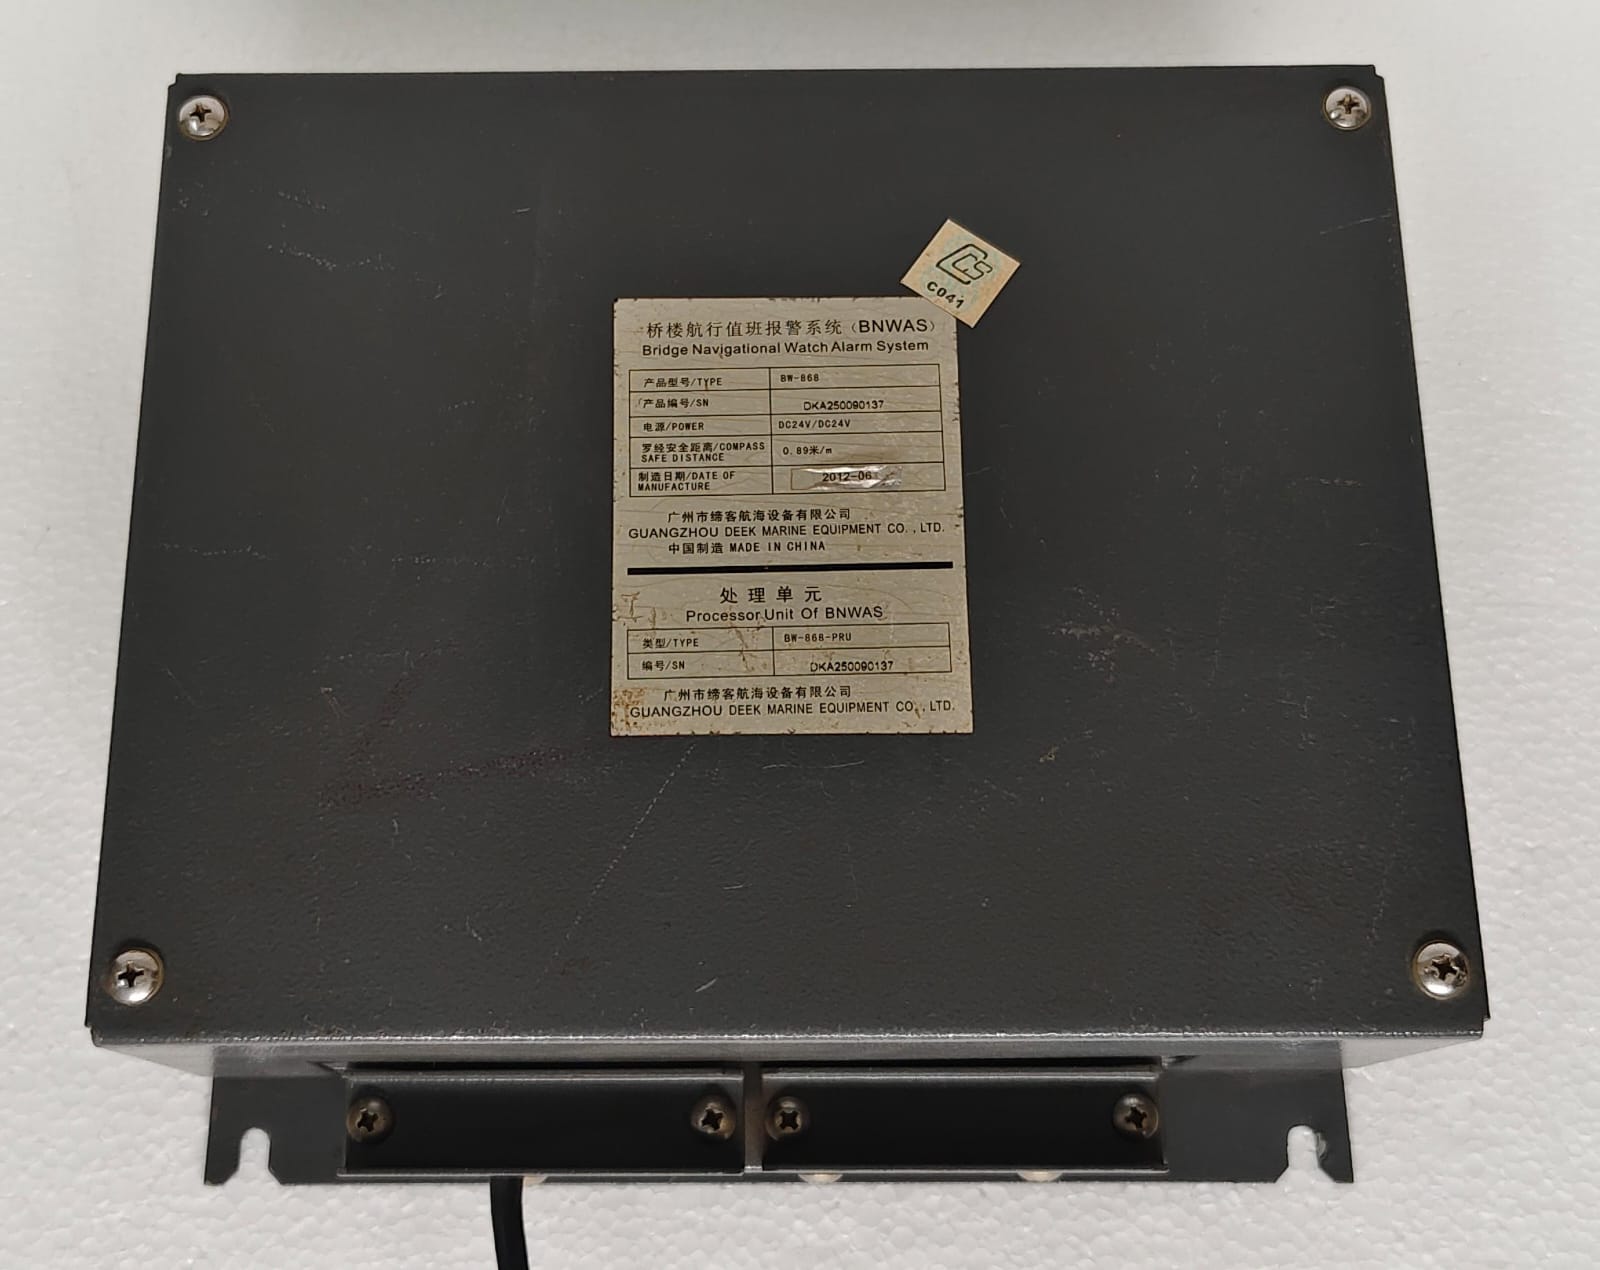 CCS
C041
桥楼航行值班报警系统（BNWAS）
Bridge Navigational Watch Alarm System
产品型号/TYPE BW-868
产品编号/SN DKA250090137
电源/POWER DC24V/DC24V
罗经安全距离/COMPASS SAFE DISTANCE 0.89米/m
制造日期/DATE OF MANUFACTURE 2012-06
广州市缔客航海设备有限公司
GUANGZHOU DEEK MARINE EQUIPMENT CO.,LTD.
中国制造 MADE IN CHINA
处理单元
Processor Unit Of BNWAS
类型/TYPE BW-868-PRU
编号/SN DKA250090137
广州市缔客航海设备有限公司
GUANGZHOU DEEK MARINE EQUIPMENT CO.,LTD.